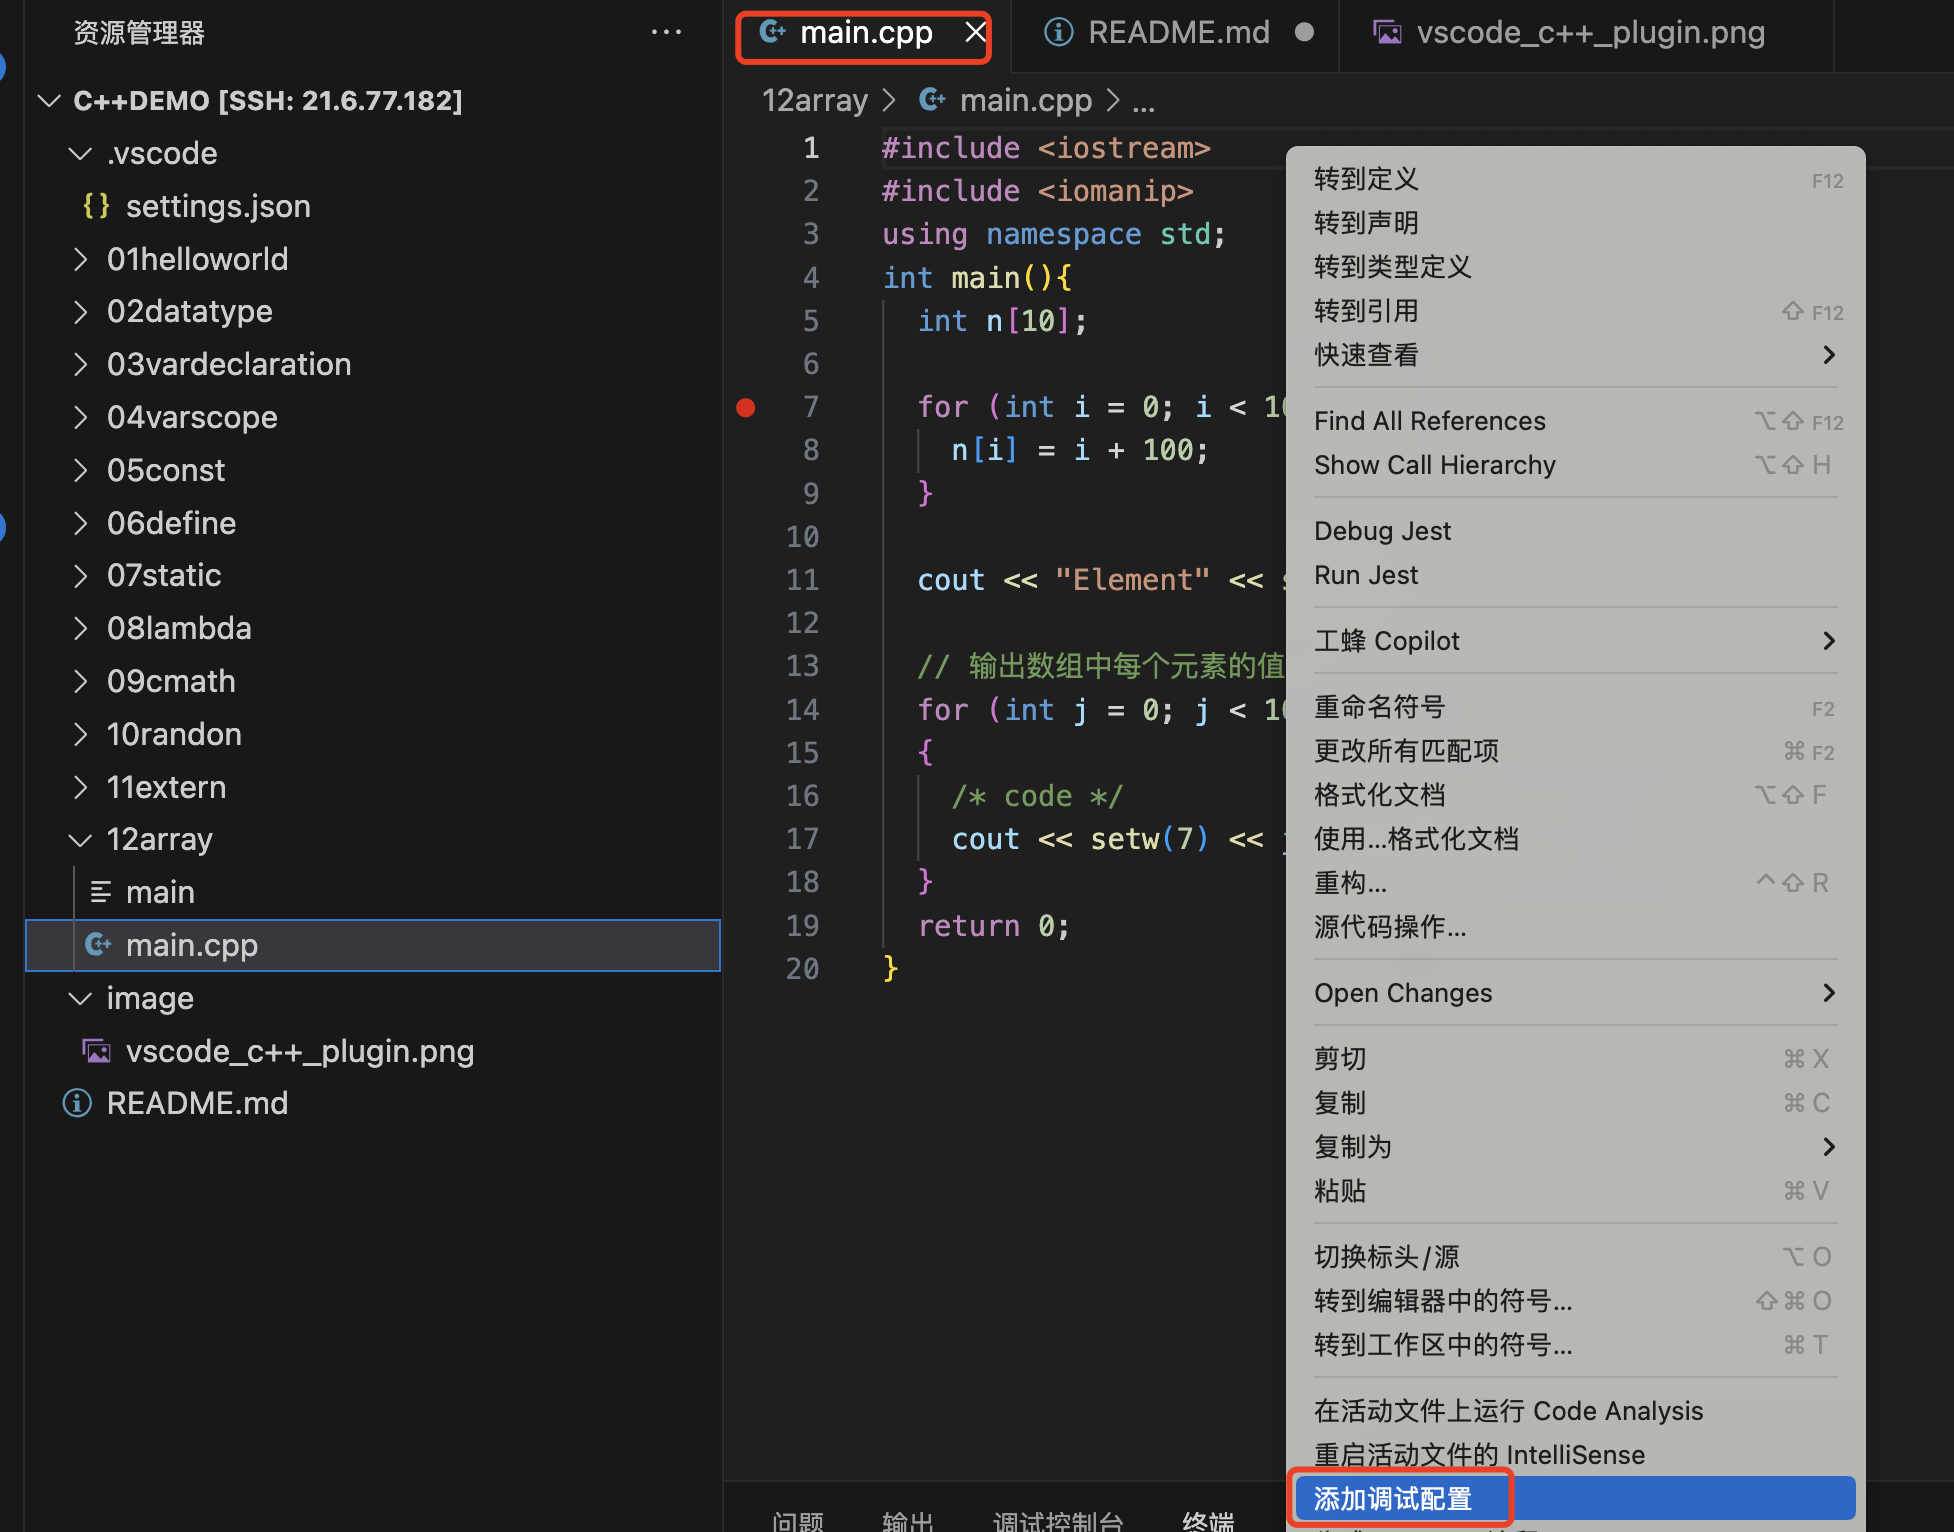 资源管理器
C++DEMO [SSH: 21.6.77.182]
.vscode
{} settings.json
01helloworld
02datatype
03vardeclaration
04varscope
05const
06define
07static
08lambda
09cmath
10randon
11extern
12array
main
main.cpp
image
vscode_c++_plugin.png
README.md
main.cpp
README.md
vscode_c++_plugin.png
12array > main.cpp > ...
1 #include <iostream>
2 #include <iomanip>
3 using namespace std;
4 int main(){
5 int n[10];
6
7 for (int i = 0; i < 10
8 n[i] = i + 100;
9 }
10
11 cout << "Element" <<
12
13 // 输出数组中每个元素的值
14 for (int j = 0; j < 10
15 {
16 /* code */
17 cout << setw(7) <<
18 }
19 return 0;
20 }
转到定义 F12
转到声明
转到类型定义
转到引用 ⇧ F12
快速查看
Find All References ⌥⇧ F12
Show Call Hierarchy ⌥⇧ H
Debug Jest
Run Jest
工蜂 Copilot
重命名符号 F2
更改所有匹配项 ⌘ F2
格式化文档 ⌥⇧ F
使用...格式化文档
重构... ^⇧ R
源代码操作...
Open Changes
剪切 ⌘ X
复制 ⌘ C
复制为
粘贴 ⌘ V
切换标头/源 ⌥ O
转到编辑器中的符号... ⇧⌘ O
转到工作区中的符号... ⌘ T
在活动文件上运行 Code Analysis
重启活动文件的 IntelliSense
添加调试配置
问题 输出 调试控制台 终端